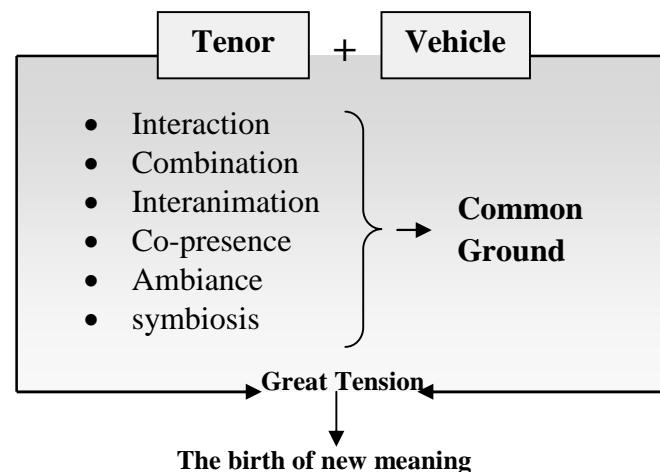 Tenor + Vehicle
• Interaction
• Combination
• Interanimation
• Co-presence
• Ambiance
• symbiosis
Common
Ground
Great Tension
The birth of new meaning